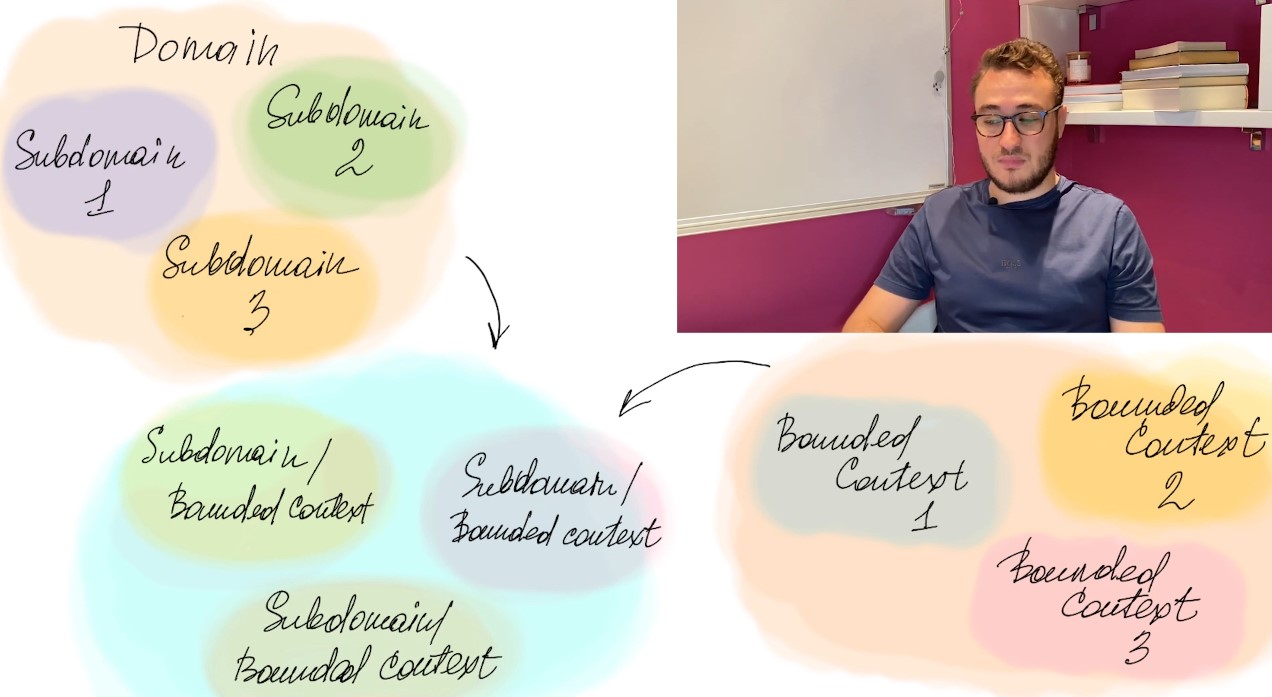 Domain
Subdomain
1
Subdomain
2
Subdomain
3
Subdomain/
Bounded context
Subdomain/
Bounded context
Subdomain/
Bounded context
Bounded
Context
1
Bounded
Context
2
Bounded
Context
3